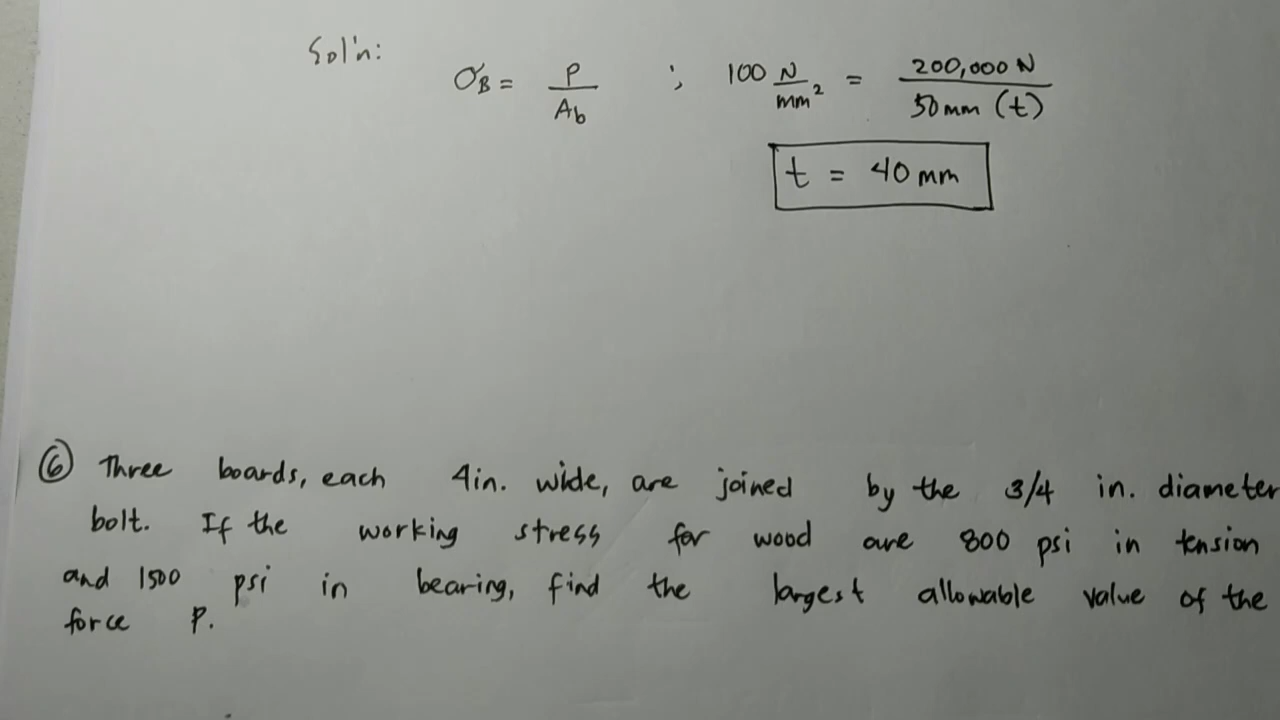 Sol'n:
σB = P/Ab ; 100 N/mm² = 200,000 N / 50mm (t)
t = 40 mm
⑥ Three boards, each 4in. wide, are joined by the 3/4 in. diameter
bolt. If the working stress for wood are 800 psi in tension
and 1500 psi in bearing, find the largest allowable value of the
force P.